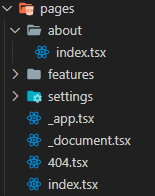 pages
about
index.tsx
features
settings
_app.tsx
_document.tsx
404.tsx
index.tsx